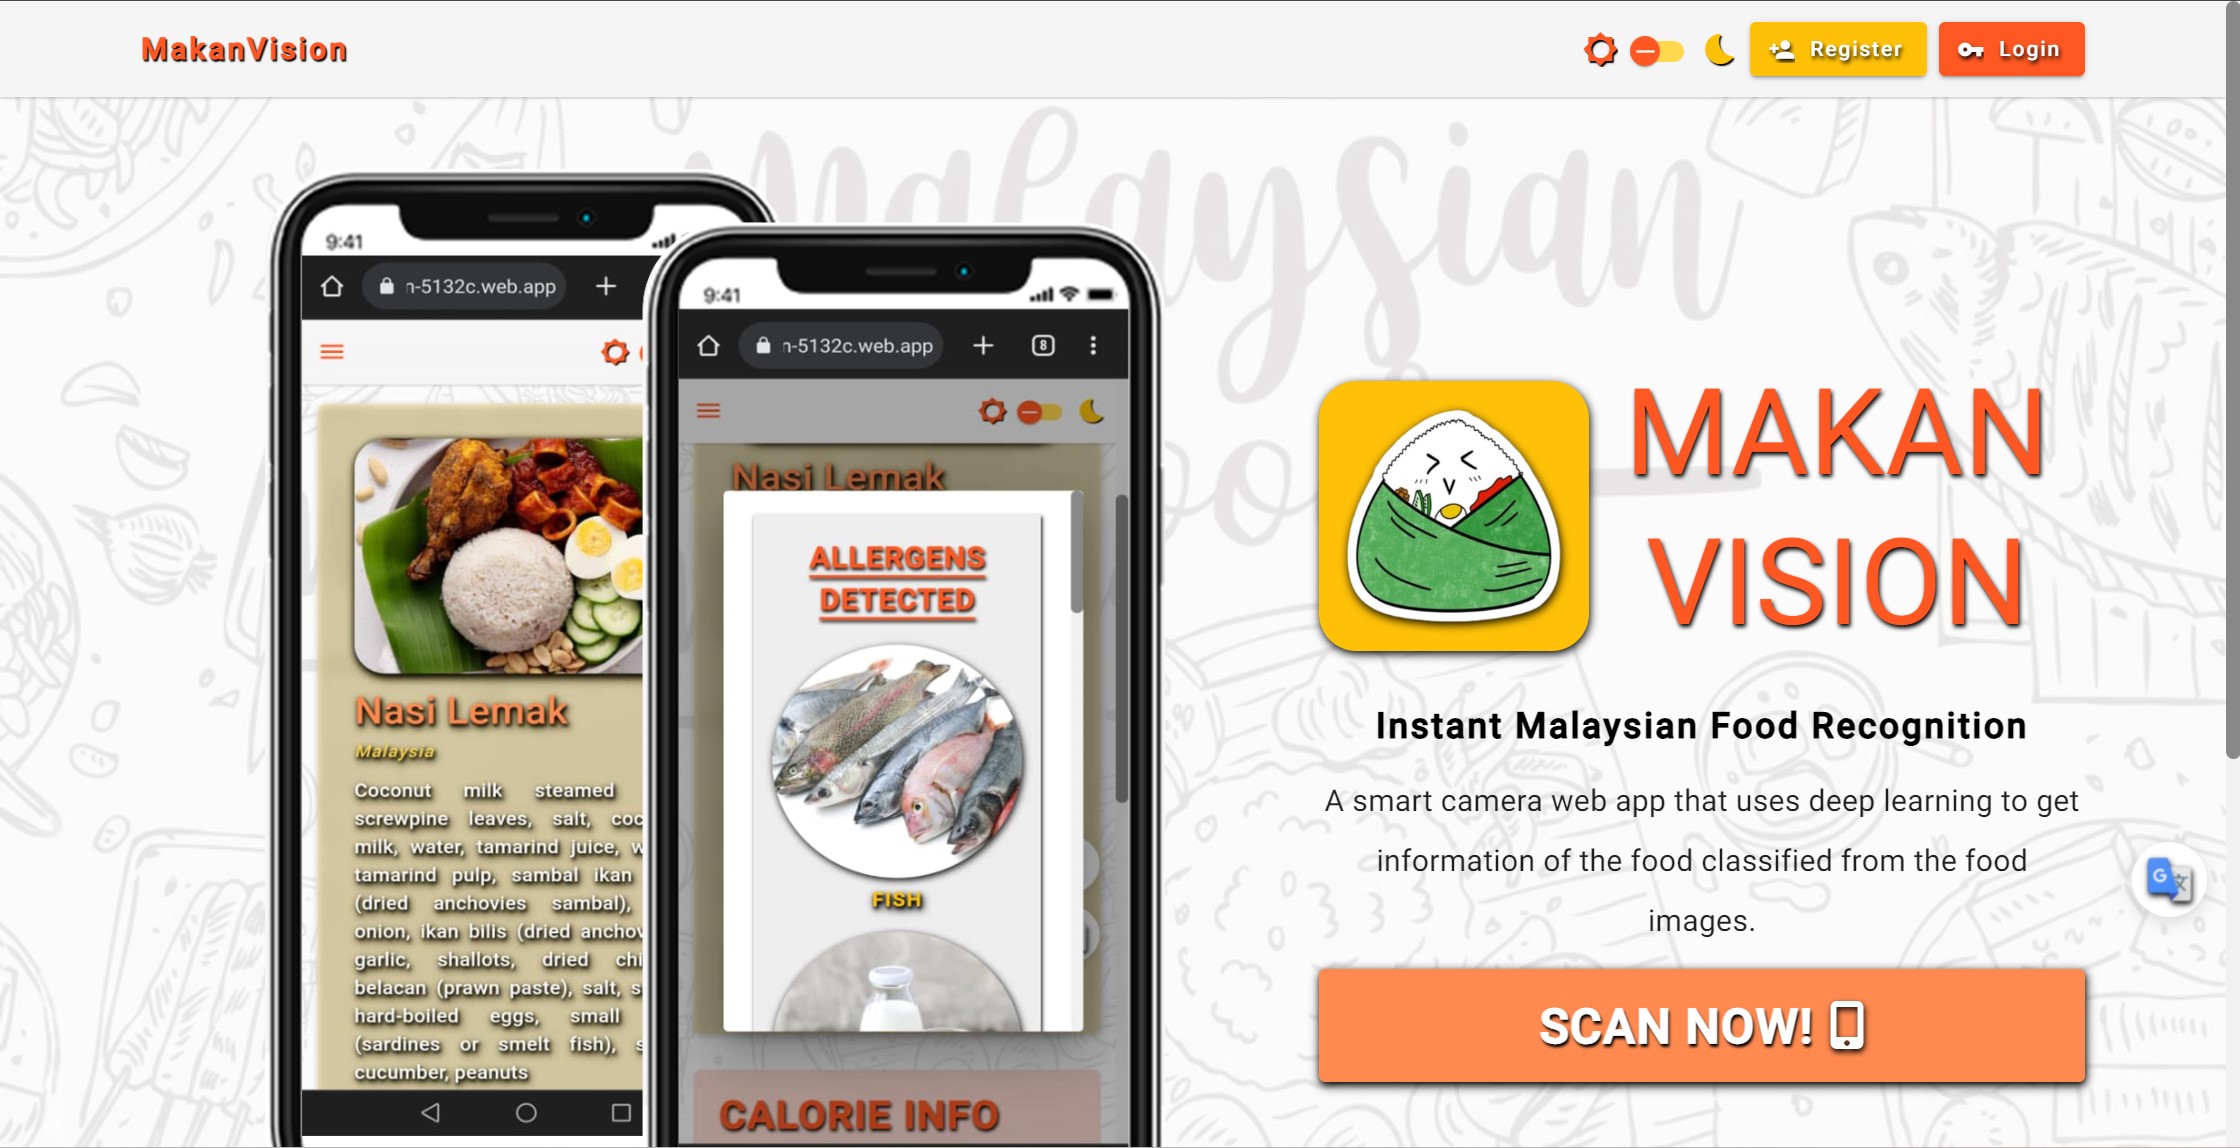 MakanVision
Register
Login
Malaysian
9:41
n-5132c.web.app
Nasi Lemak
Malaysia
Coconut milk steamed
screwpine leaves, salt,
milk, water, tamarind juice,
tamarind pulp, sambal ikan
(dried anchovies sambal),
onion, ikan bilis (dried
garlic, shallots, dried
belacan (prawn paste), salt,
hard-boiled eggs, small
(sardines or smelt fish),
cucumber, peanuts
9:41
n-5132c.web.app
8
Nasi Lemak
ALLERGENS
DETECTED
FISH
CALORIE INFO
MAKAN
VISION
Instant Malaysian Food Recognition
A smart camera web app that uses deep learning to get
information of the food classified from the food
images.
SCAN NOW!
G